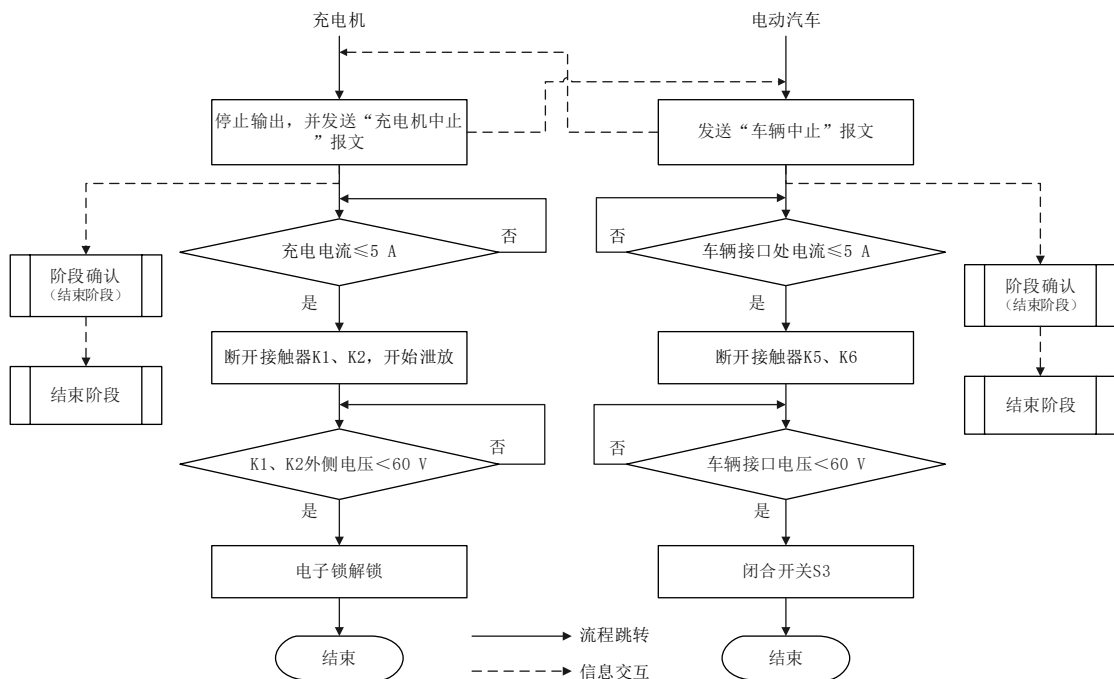 充电机
电动汽车
停止输出，并发送“充电机中止
”报文
发送“车辆中止”报文
充电电流≤5 A
否
否
车辆接口处电流≤5 A
阶段确认
（结束阶段）
阶段确认
（结束阶段）
是
是
断开接触器K1、K2，开始泄放
断开接触器K5、K6
结束阶段
结束阶段
K1、K2外侧电压＜60 V
否
否
车辆接口电压＜60 V
是
是
电子锁解锁
闭合开关S3
结束
流程跳转
信息交互
结束